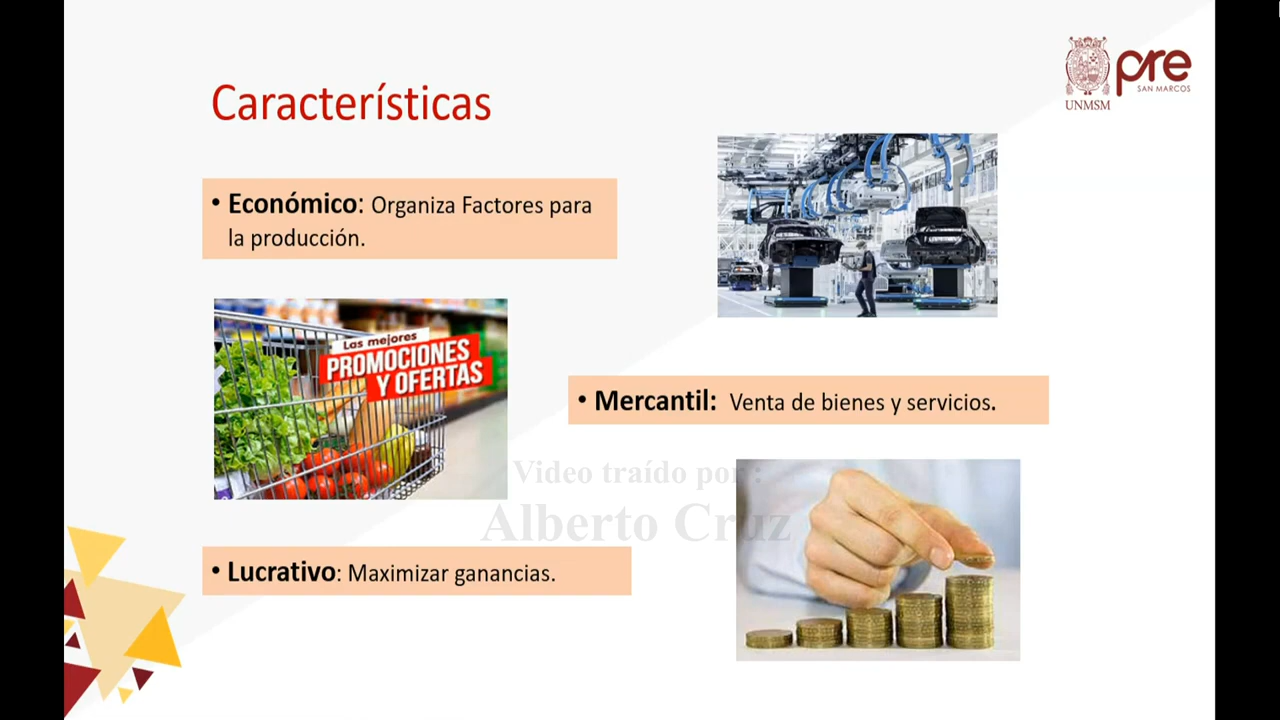 Características
pre
SAN MARCOS
UNMSM
• Económico: Organiza Factores para
la producción.
Las mejores
PROMOCIONES
Y OFERTAS
• Mercantil: Venta de bienes y servicios.
Video traído por :
Alberto Cruz
• Lucrativo: Maximizar ganancias.